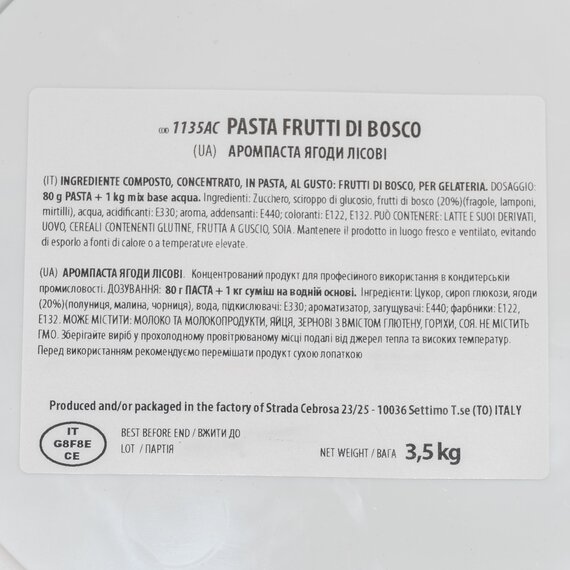 COD 1135AC PASTA FRUTTI DI BOSCO
(UA) АРОМПАСТА ЯГОДИ ЛІСОВІ
(IT) INGREDIENTE COMPOSTO, CONCENTRATO, IN PASTA, AL GUSTO: FRUTTI DI BOSCO, PER GELATERIA. DOSAGGIO:
80 g PASTA + 1 kg mix base acqua. Ingredienti: Zucchero, sciroppo di glucosio, frutti di bosco (20%)(fragole, lamponi,
mirtilli), acqua, acidificanti: E330; aroma, addensanti: E440; coloranti: E122, E132. PUÒ CONTENERE: LATTE E SUOI DERIVATI,
UOVO, CEREALI CONTENENTI GLUTINE, FRUTTA A GUSCIO, SOIA. Mantenere il prodotto in luogo fresco e ventilato, evitando
di esporlo a fonti di calore o a temperature elevate.
(UA) АРОМПАСТА ЯГОДИ ЛІСОВІ. Концентрований продукт для професійного використання в кондитерській
промисловості. ДОЗУВАННЯ: 80 г ПАСТА + 1 кг суміш на водній основі. Інгредієнти: Цукор, сироп глюкози, ягоди
(20%)(полуниця, малина, чорниця), вода, підкислювачі: E330; ароматизатор, загущувачі: E440; фарбники: E122,
E132. МОЖЕ МІСТИТИ: МОЛОКО ТА МОЛОКОПРОДУКТИ, ЯЙЦЯ, ЗЕРНОВІ З ВМІСТОМ ГЛЮТЕНУ, ГОРІХИ, СОЯ. НЕ МІСТИТЬ
ГМО. Зберігайте виріб у прохолодному провітрюваному місці подалі від джерел тепла та високих температур.
Перед використанням рекомендуємо перемішати продукт сухою лопаткою
Produced and/or packaged in the factory of Strada Cebrosa 23/25 - 10036 Settimo T.se (TO) ITALY
IT
G8F8E
CE
BEST BEFORE END / ВЖИТИ ДО
LOT / ПАРТІЯ
NET WEIGHT / ВАГА 3,5 kg